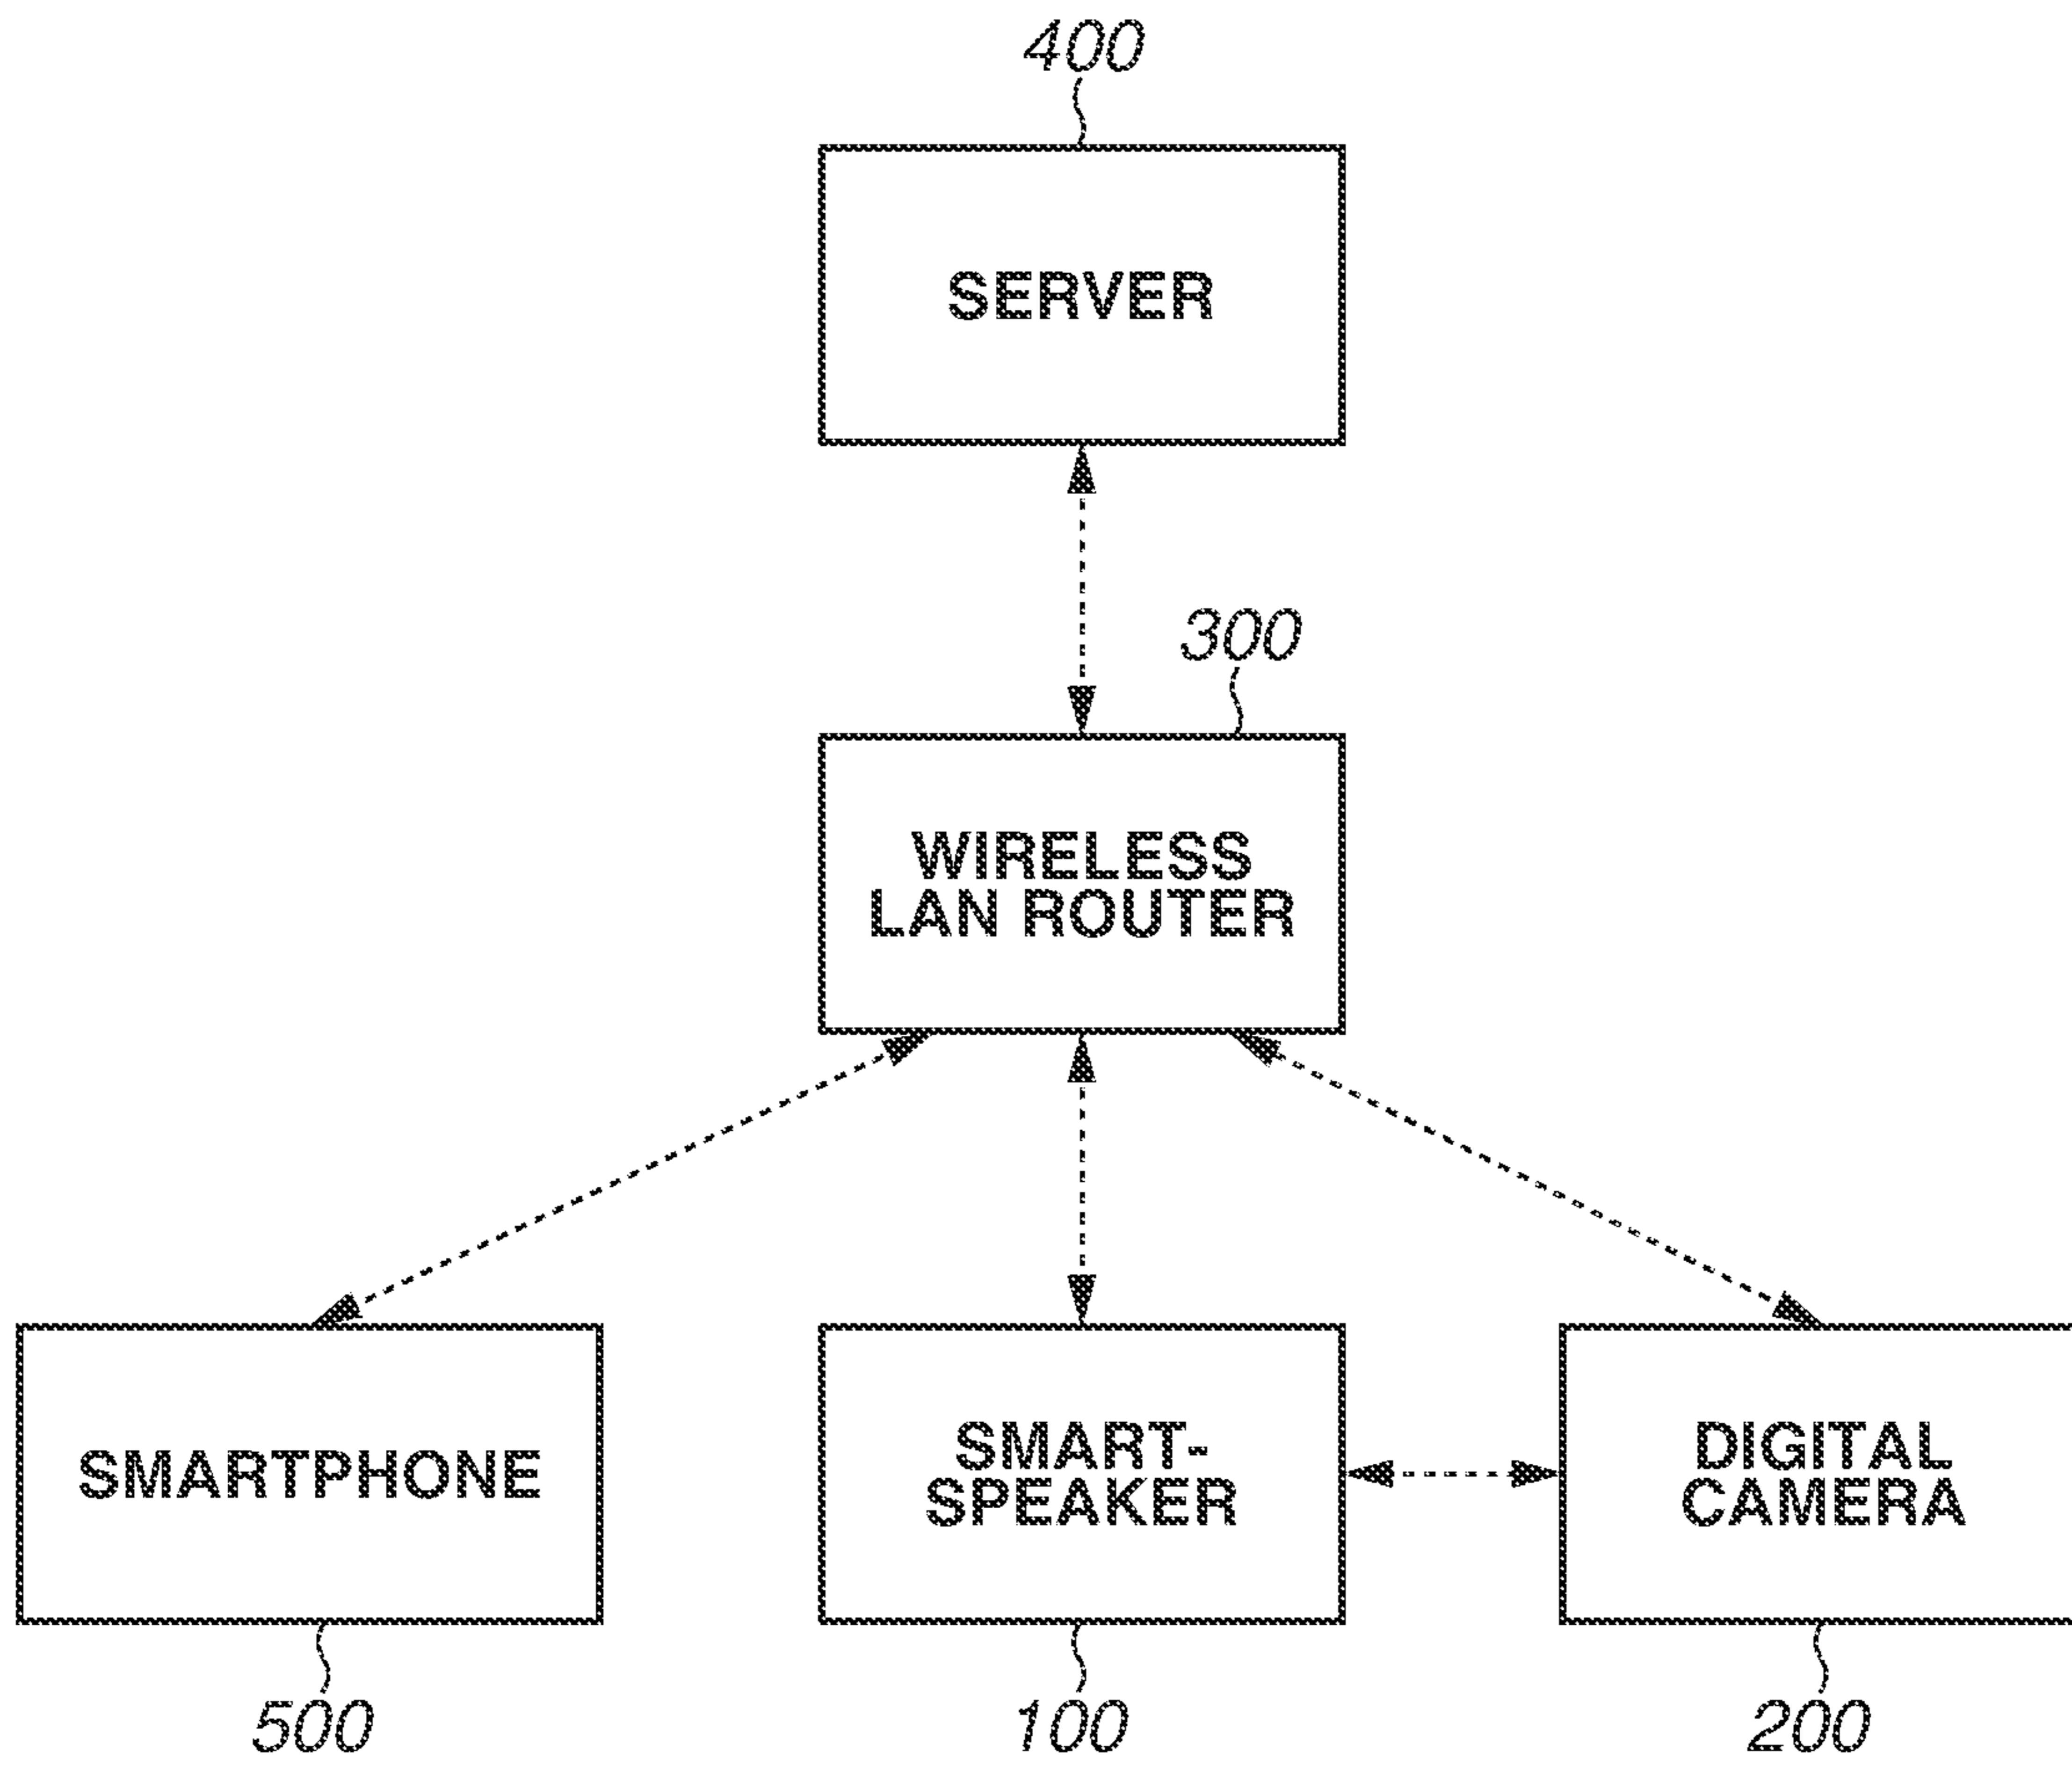 400
SERVER
300
WIRELESS
LAN ROUTER
SMARTPHONE
SMART-
SPEAKER
DIGITAL
CAMERA
500
100
200